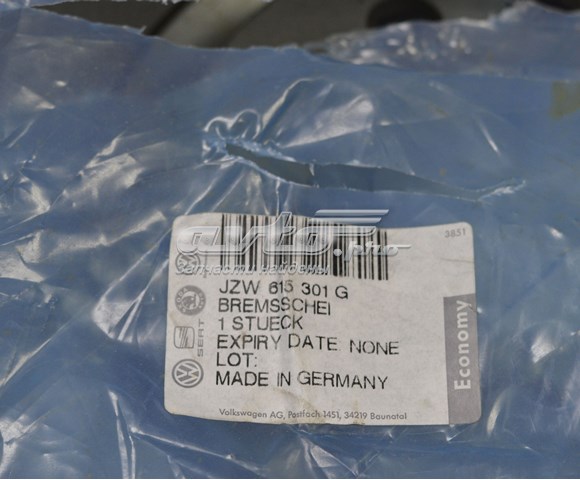 3851
JZW 615 301 G
BREMSSCHEI
1 STUECK
EXPIRY DATE NONE
LOT:
MADE IN GERMANY
SEAT
Economy
Volkswagen AG, Postfach 1451, 34219 Baunatal